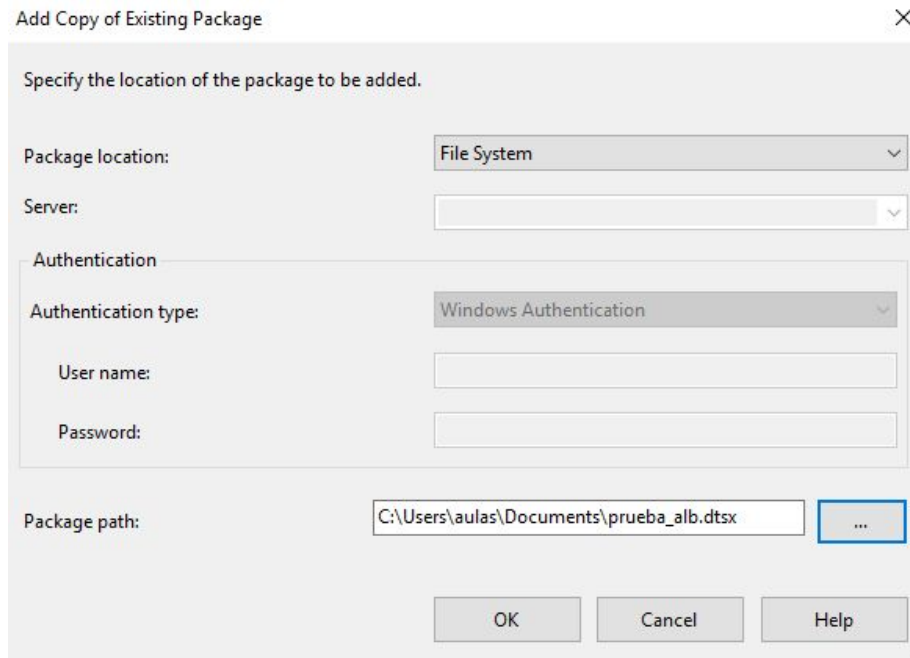 Add Copy of Existing Package
Specify the location of the package to be added.
Package location:
File System
Server:
Authentication
Authentication type:
Windows Authentication
User name:
Password:
Package path:
C:\Users\aulas\Documents\prueba_alb.dtsx
...
OK
Cancel
Help